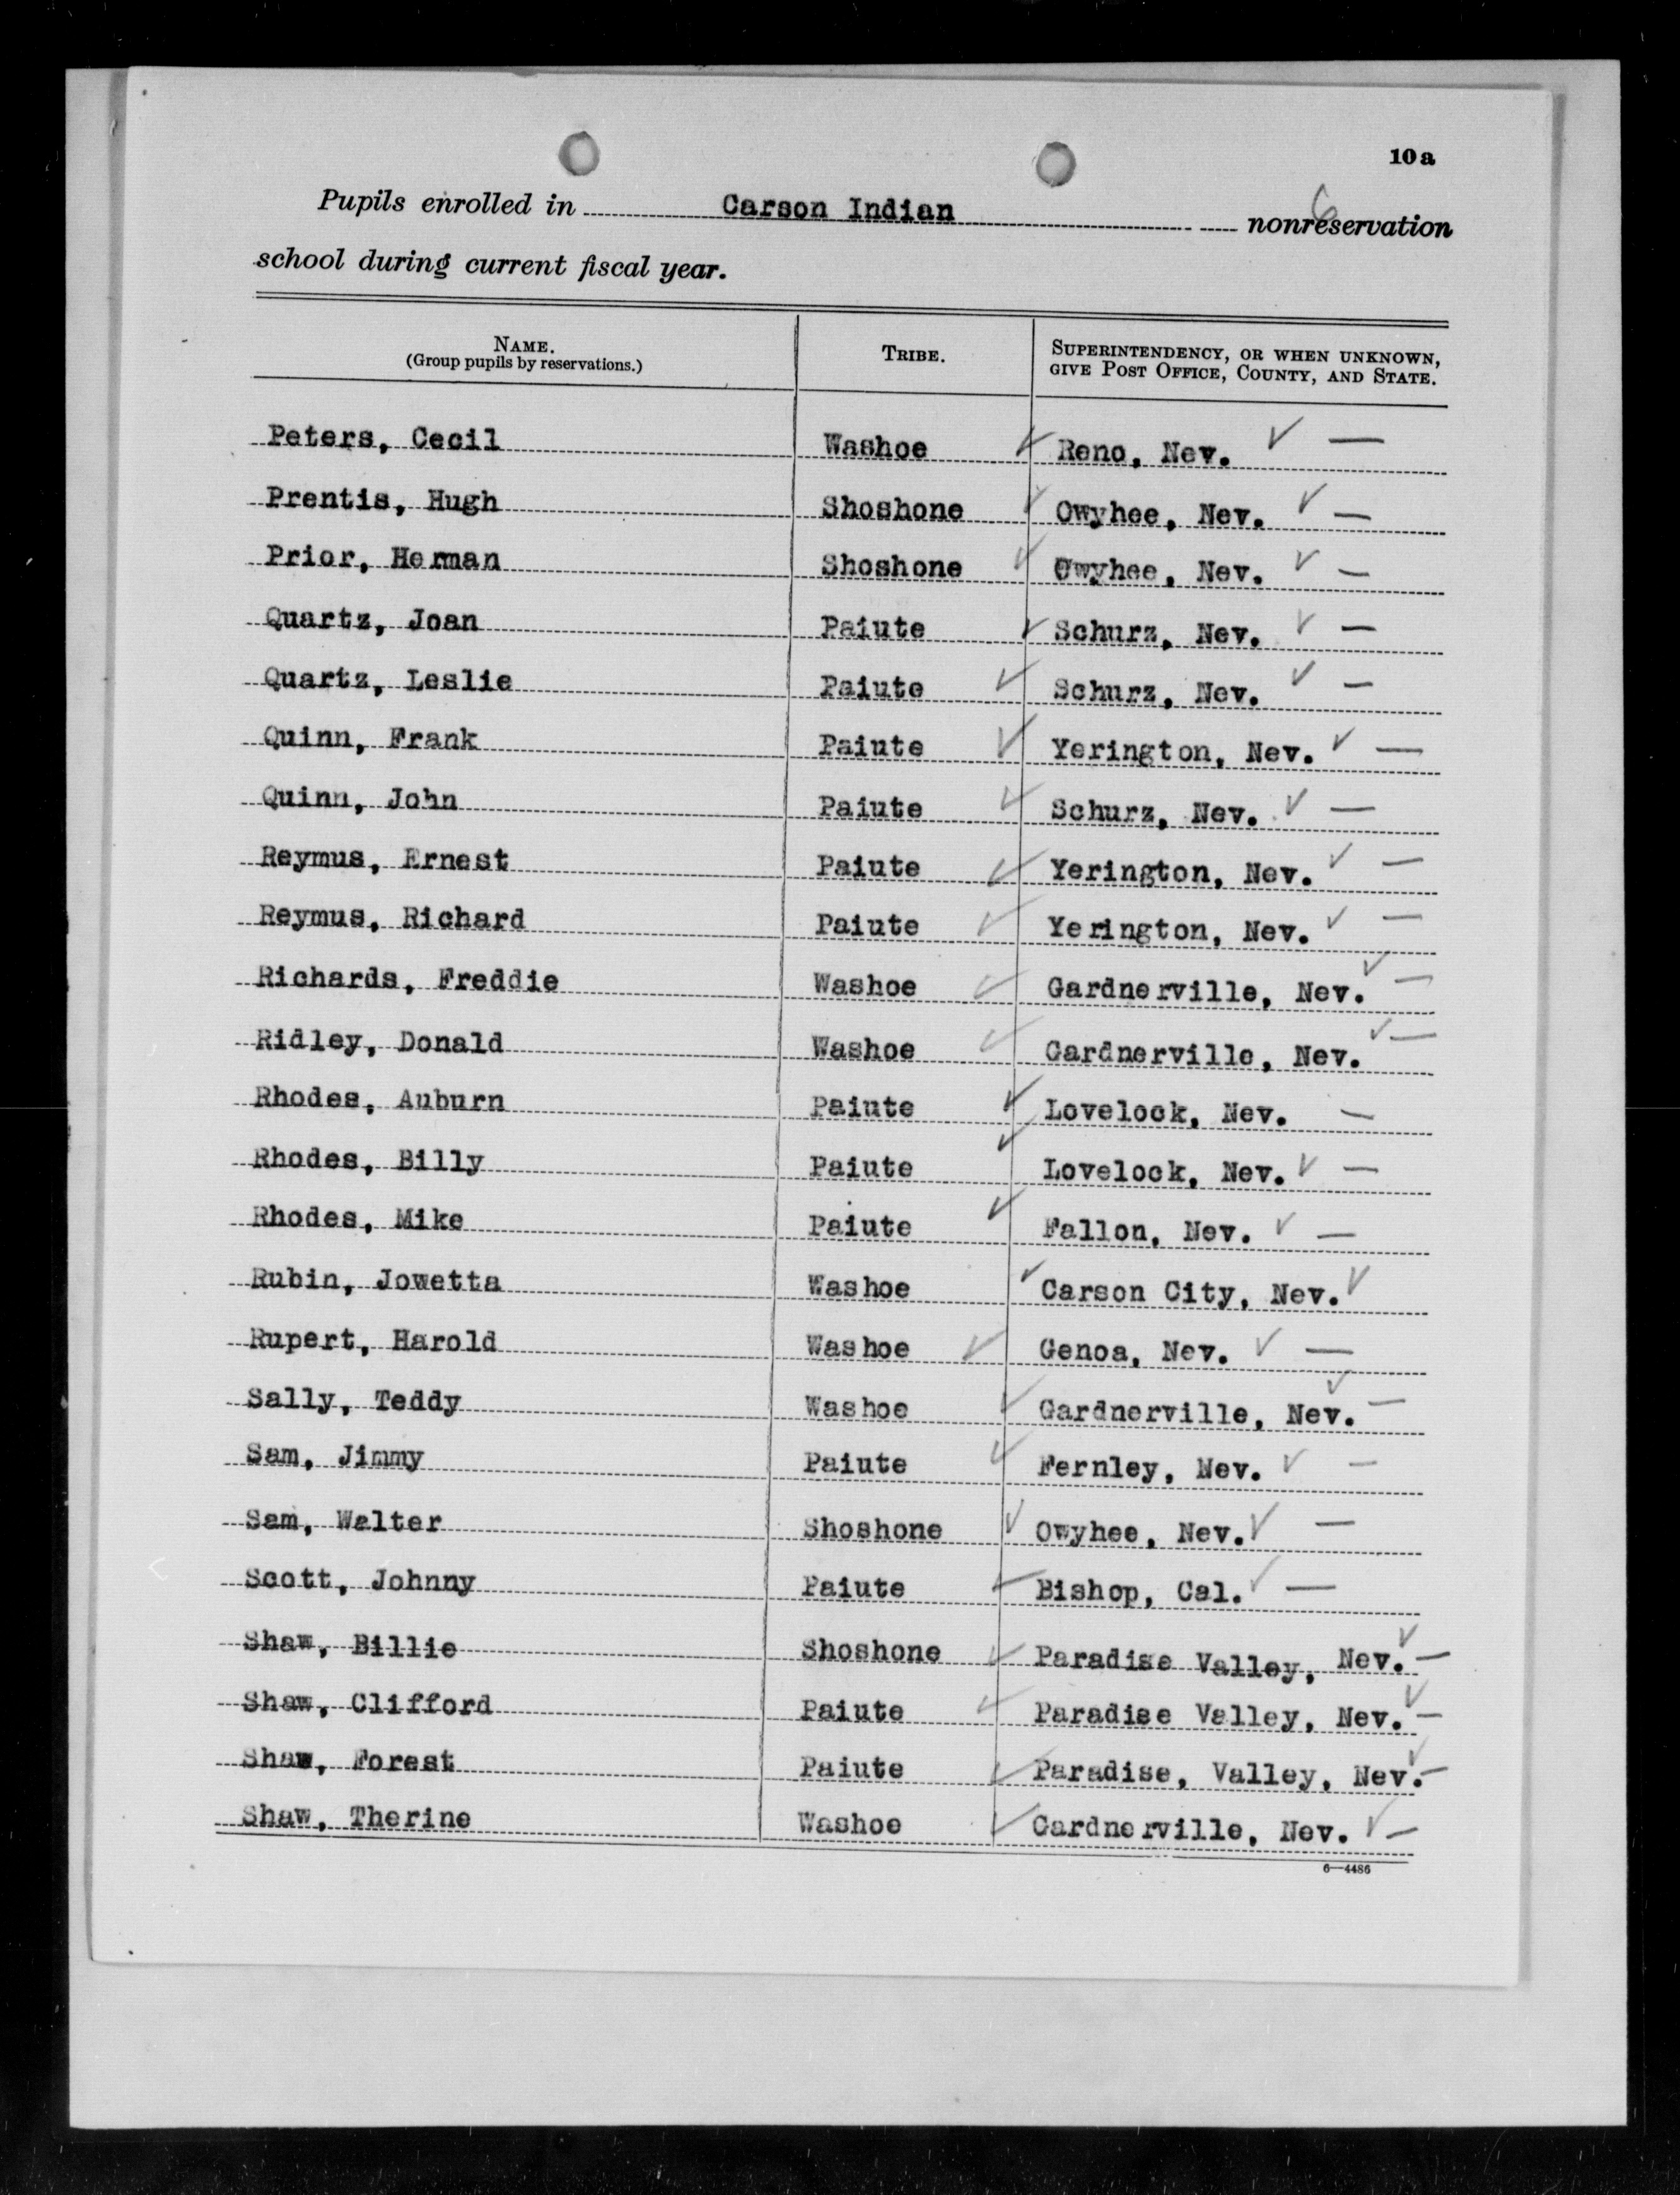 10a
Pupils enrolled in Carson Indian nonreservation
6
school during current fiscal year.
NAME. TRIBE. SUPERINTENDENCY, OR WHEN UNKNOWN,
(Group pupils by reservations.) GIVE POST OFFICE, COUNTY, AND STATE.
Peters, Cecil Washoe ✓ Reno, Nev. ✓ —
Prentis, Hugh Shoshone ✓ Owyhee, Nev. ✓ —
Prior, Herman Shoshone ✓ Owyhee, Nev. ✓ —
Quartz, Joan Paiute ✓ Schurz, Nev. ✓ —
Quartz, Leslie Paiute ✓ Schurz, Nev. ✓ —
Quinn, Frank Paiute ✓ Yerington, Nev. ✓ —
Quinn, John Paiute ✓ Schurz, Nev. ✓ —
Reymus, Ernest Paiute ✓ Yerington, Nev. ✓ —
Reymus, Richard Paiute ✓ Yerington, Nev. ✓ —
Richards, Freddie Washoe ✓ Gardnerville, Nev. ✓ —
Ridley, Donald Washoe ✓ Gardnerville, Nev. ✓ —
Rhodes, Auburn Paiute ✓ Lovelock, Nev. —
Rhodes, Billy Paiute ✓ Lovelock, Nev. ✓ —
Rhodes, Mike Paiute ✓ Fallon, Nev. ✓ —
Rubin, Jowetta Washoe ✓ Carson City, Nev. ✓
Rupert, Harold Washoe ✓ Genoa, Nev. ✓ —
Sally, Teddy Washoe ✓ Gardnerville, Nev. ✓ —
Sam, Jimmy Paiute ✓ Fernley, Nev. ✓ —
Sam, Walter Shoshone ✓ Owyhee, Nev. ✓ —
Scott, Johnny Paiute ✓ Bishop, Cal. ✓ —
Shaw, Billie Shoshone ✓ Paradise Valley, Nev. ✓ —
Shaw, Clifford Paiute ✓ Paradise Valley, Nev. ✓ —
Shaw, Forest Paiute ✓ Paradise, Valley, Nev. ✓ —
Shaw, Therine Washoe ✓ Gardnerville, Nev. ✓ —
6—4486